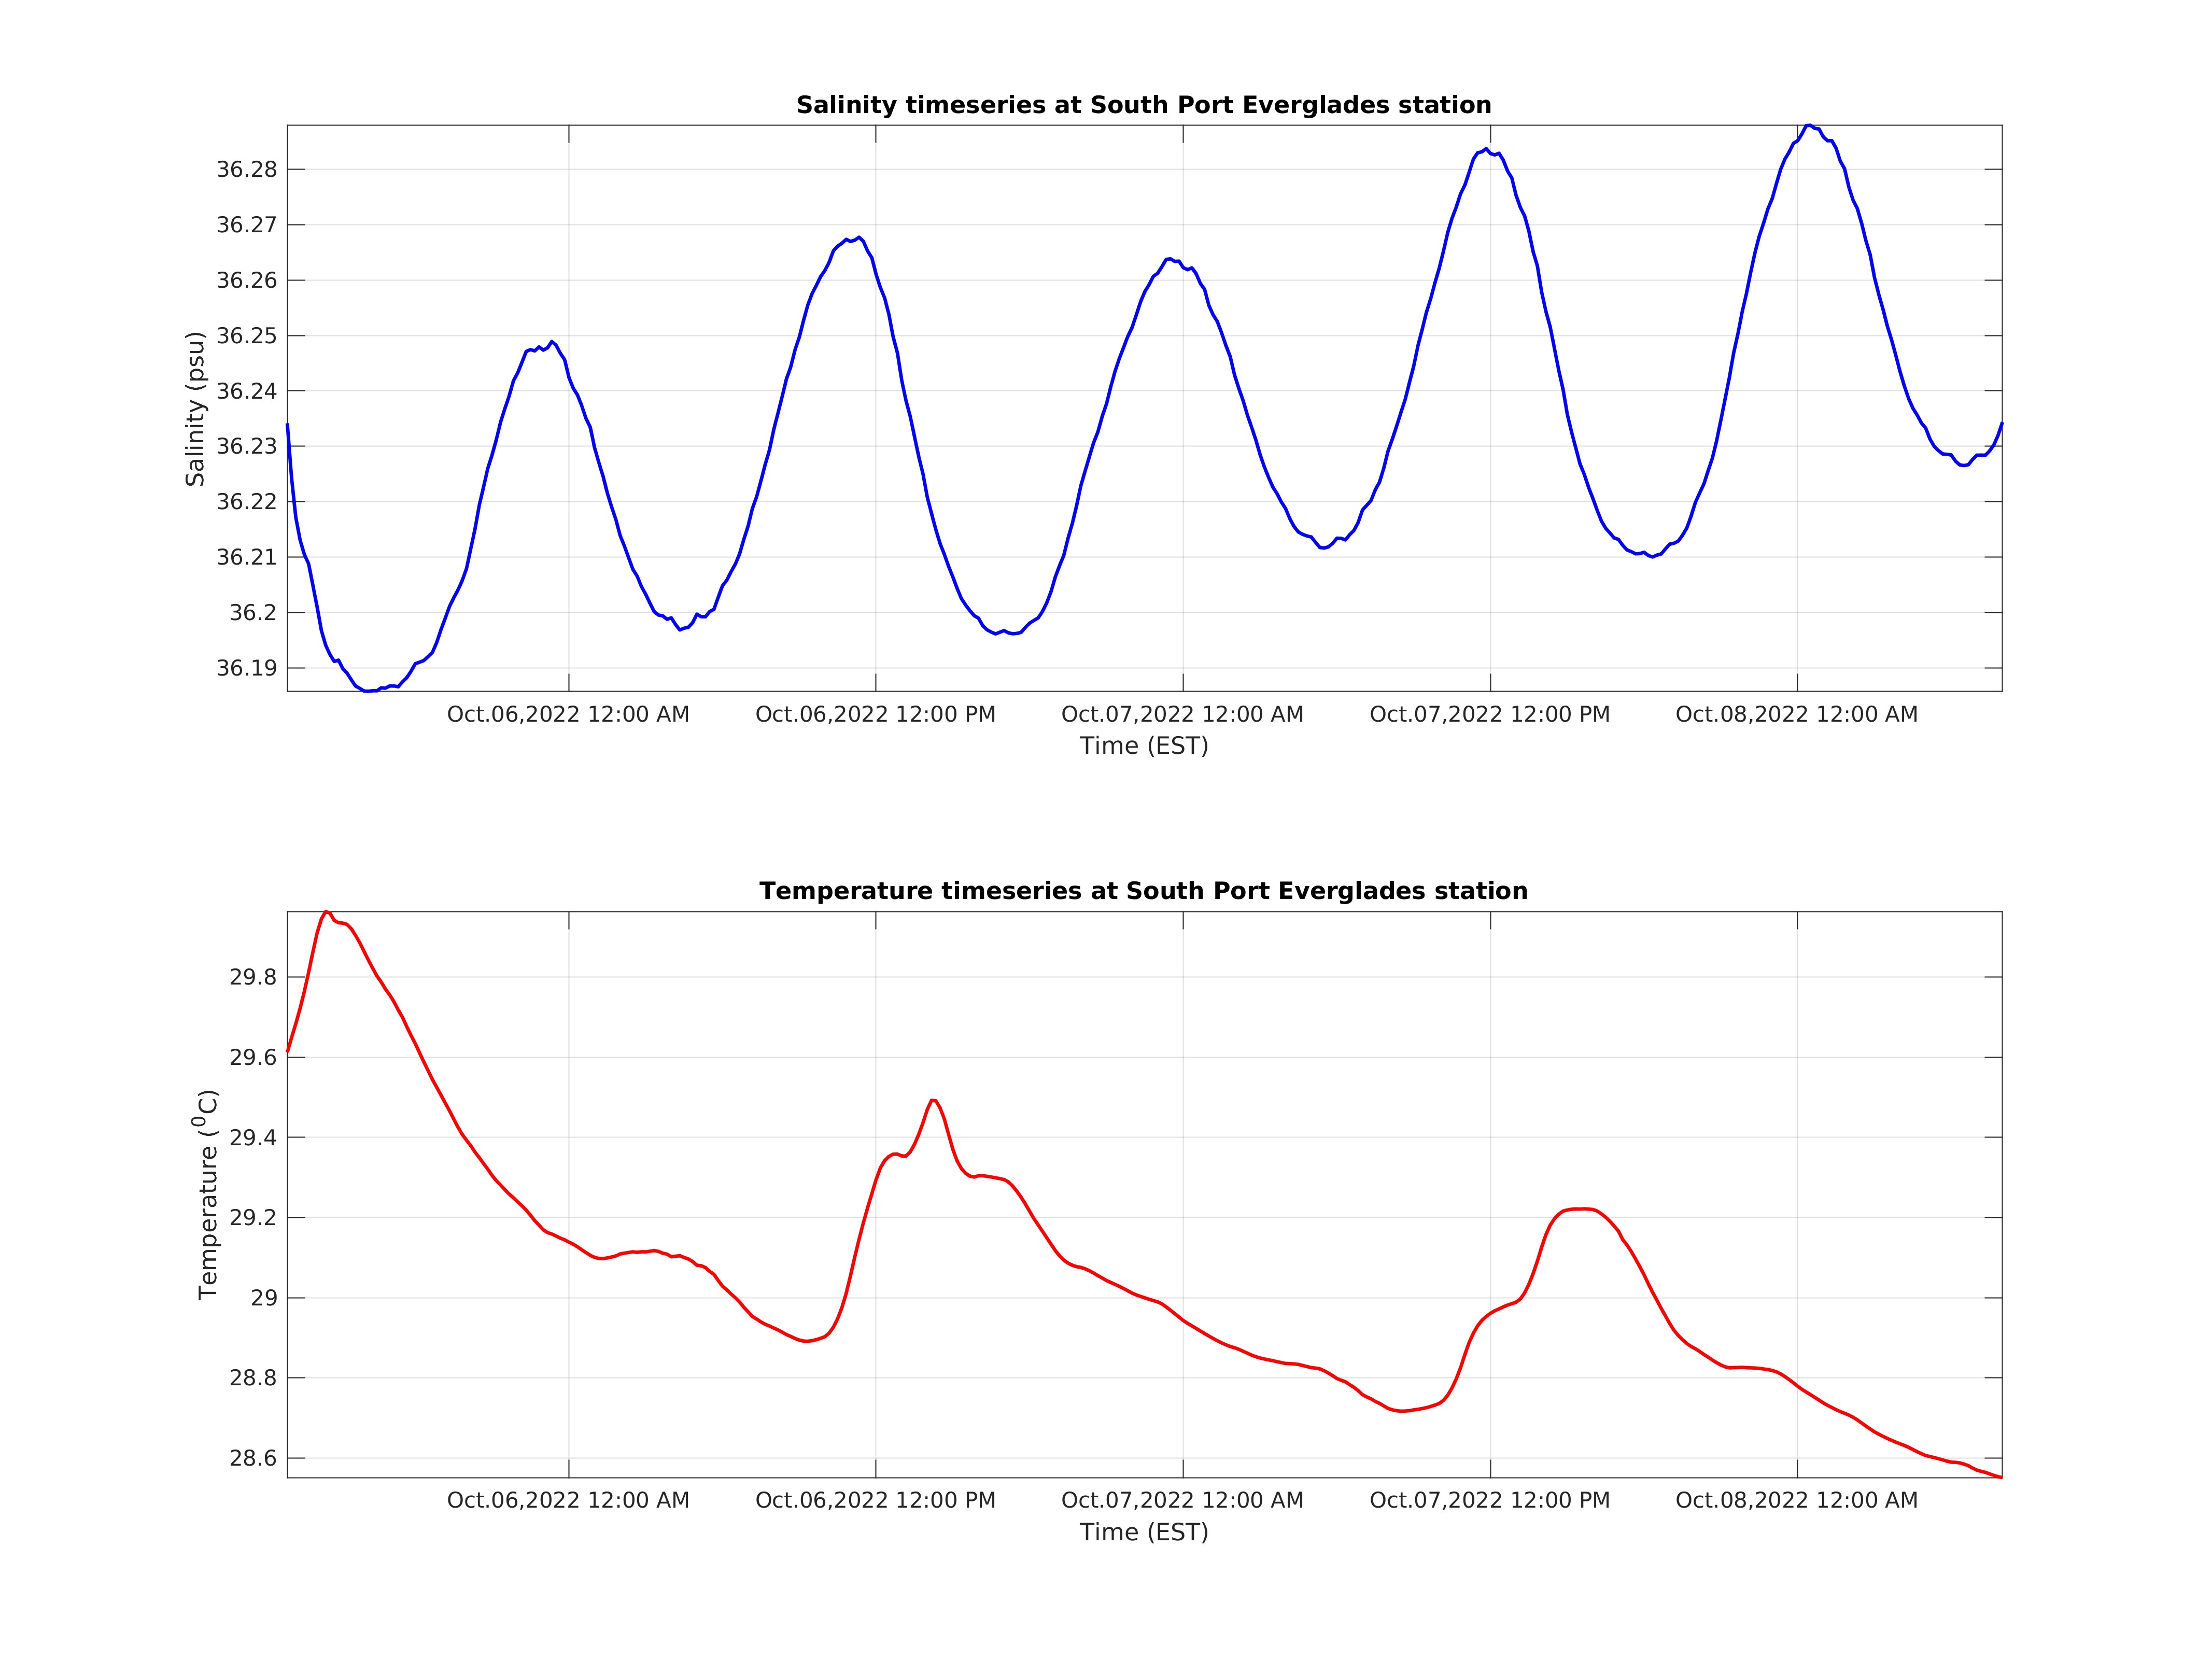 Salinity timeseries at South Port Everglades station
36.28
36.27
36.26
36.25
36.24
36.23
36.22
36.21
36.2
36.19
Salinity (psu)
Oct.06,2022 12:00 AM Oct.06,2022 12:00 PM Oct.07,2022 12:00 AM Oct.07,2022 12:00 PM Oct.08,2022 12:00 AM
Time (EST)
Temperature timeseries at South Port Everglades station
29.8
29.6
29.4
29.2
29
28.8
28.6
Temperature (⁰C)
Oct.06,2022 12:00 AM Oct.06,2022 12:00 PM Oct.07,2022 12:00 AM Oct.07,2022 12:00 PM Oct.08,2022 12:00 AM
Time (EST)